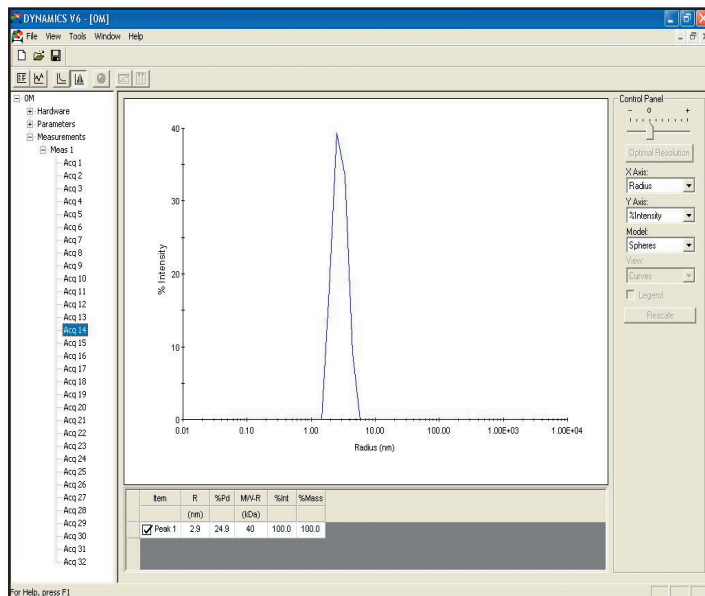 DYNAMICS V6 - [0M]
File View Tools Window Help
0M
Hardware
Parameters
Measurements
Meas 1
Acq 1
Acq 2
Acq 3
Acq 4
Acq 5
Acq 6
Acq 7
Acq 8
Acq 9
Acq 10
Acq 11
Acq 12
Acq 13
Acq 14
Acq 15
Acq 16
Acq 17
Acq 18
Acq 19
Acq 20
Acq 21
Acq 22
Acq 23
Acq 24
Acq 25
Acq 26
Acq 27
Acq 28
Acq 29
Acq 30
Acq 31
Acq 32
% Intensity
40
30
20
10
0
0.01 0.10 1.00 10.00 100.00 1.00E+03 1.00E+04
Radius (nm)
Item R %Pd MW-R %Int %Mass
(nm) (kDa)
Peak 1 2.9 24.9 40 100.0 100.0
Control Panel
- 0 +
Optimal Resolution
X Axis:
Radius
Y Axis:
%Intensity
Model:
Spheres
View:
Curves
Legend
Rescale
For Help, press F1